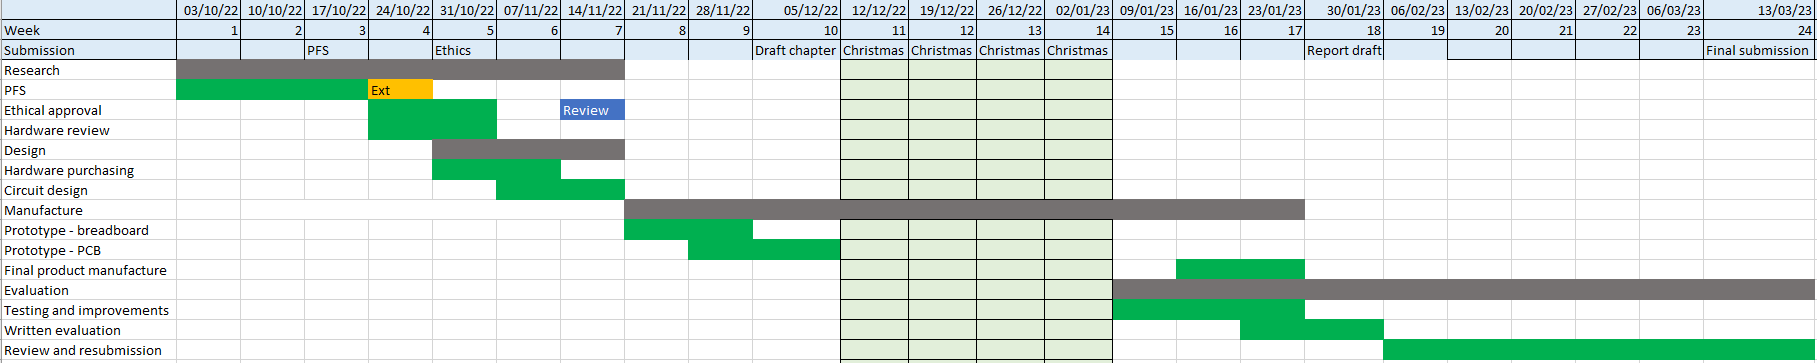 03/10/22 10/10/22 17/10/22 24/10/22 31/10/22 07/11/22 14/11/22 21/11/22 28/11/22 05/12/22 12/12/22 19/12/22 26/12/22 02/01/23 09/01/23 16/01/23 23/01/23 30/01/23 06/02/23 13/02/23 20/02/23 27/02/23 06/03/23 13/03/23
Week 1 2 3 4 5 6 7 8 9 10 11 12 13 14 15 16 17 18 19 20 21 22 23 24
Submission PFS Ethics Draft chapter Christmas Christmas Christmas Christmas Report draft Final submission
Research
PFS Ext
Ethical approval Review
Hardware review
Design
Hardware purchasing
Circuit design
Manufacture
Prototype - breadboard
Prototype - PCB
Final product manufacture
Evaluation
Testing and improvements
Written evaluation
Review and resubmission